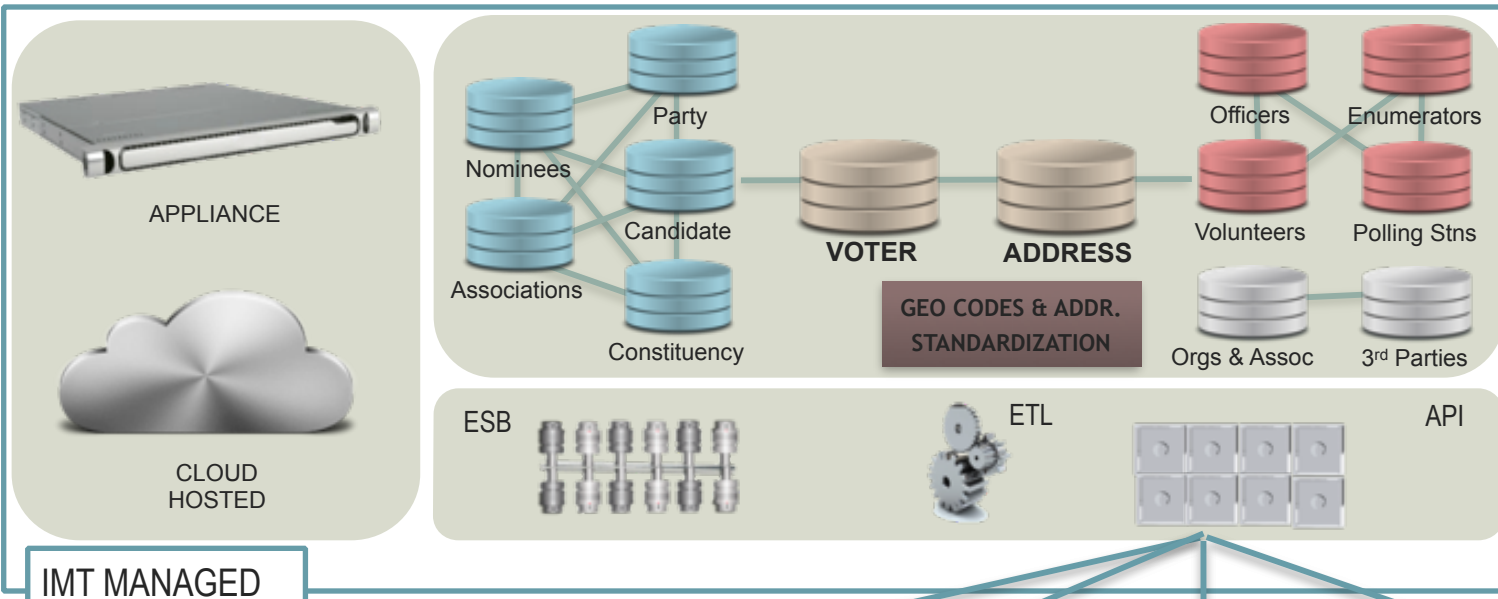 APPLIANCE
CLOUD
HOSTED
Party
Nominees
Candidate
Associations
Constituency
VOTER
ADDRESS
GEO CODES & ADDR.
STANDARDIZATION
Officers
Enumerators
Volunteers
Polling Stns
Orgs & Assoc
3rd Parties
ESB
ETL
API
IMT MANAGED